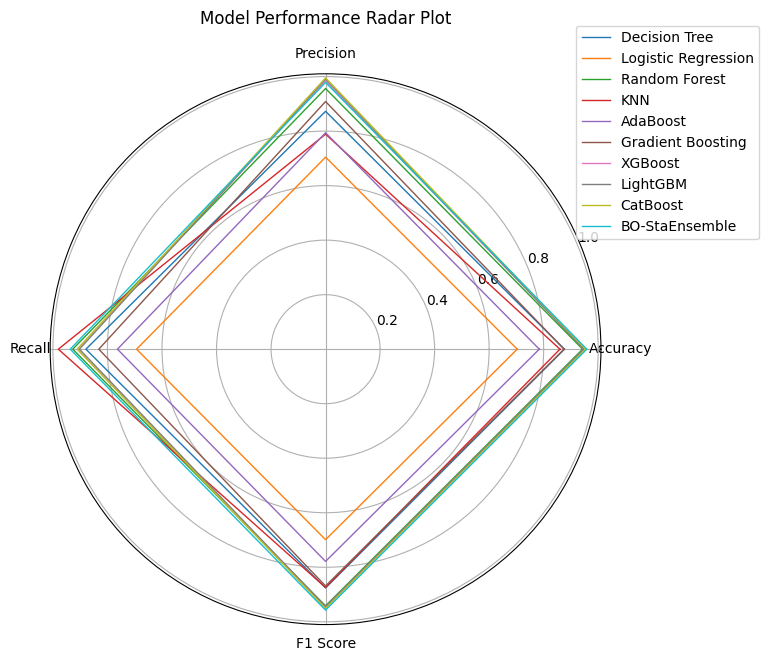 Model Performance Radar Plot
Precision
Decision Tree
Logistic Regression
Random Forest
KNN
AdaBoost
Gradient Boosting
XGBoost
LightGBM
CatBoost
BO-StaEnsemble
1.0
0.8
0.6
0.4
0.2
Recall
Accuracy
F1 Score